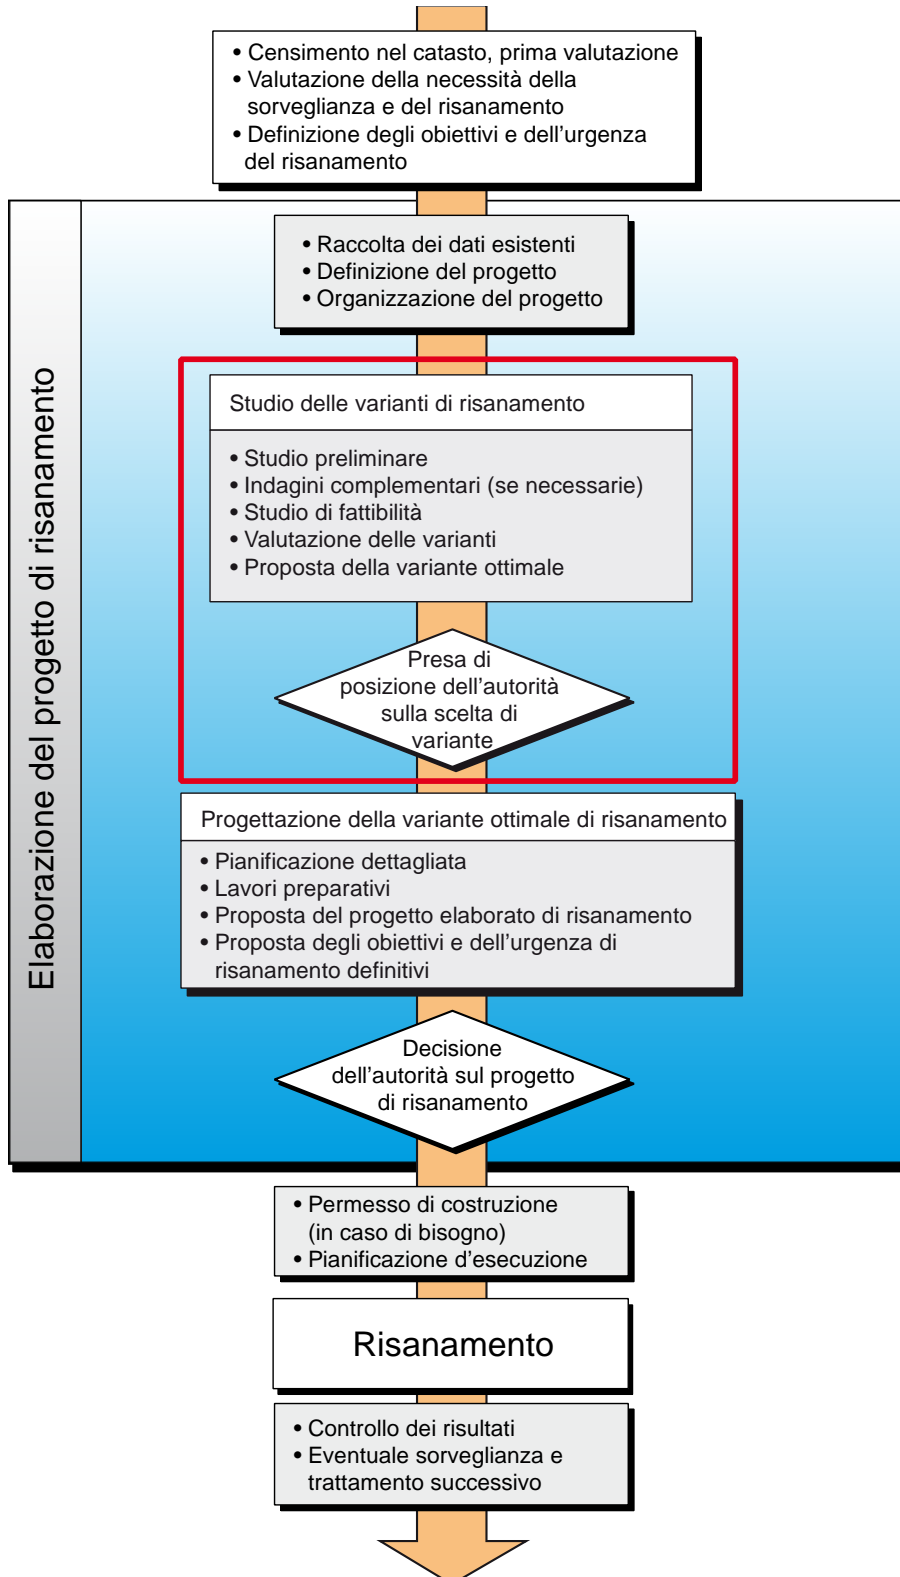 • Censimento nel catasto, prima valutazione
• Valutazione della necessità della
sorveglianza e del risanamento
• Definizione degli obiettivi e dell'urgenza
del risanamento
Elaborazione del progetto di risanamento
• Raccolta dei dati esistenti
• Definizione del progetto
• Organizzazione del progetto
Studio delle varianti di risanamento
• Studio preliminare
• Indagini complementari (se necessarie)
• Studio di fattibilità
• Valutazione delle varianti
• Proposta della variante ottimale
Presa di
posizione dell'autorità
sulla scelta di
variante
Progettazione della variante ottimale di risanamento
• Pianificazione dettagliata
• Lavori preparativi
• Proposta del progetto elaborato di risanamento
• Proposta degli obiettivi e dell'urgenza di
risanamento definitivi
Decisione
dell'autorità sul progetto
di risanamento
• Permesso di costruzione
(in caso di bisogno)
• Pianificazione d'esecuzione
Risanamento
• Controllo dei risultati
• Eventuale sorveglianza e
trattamento successivo